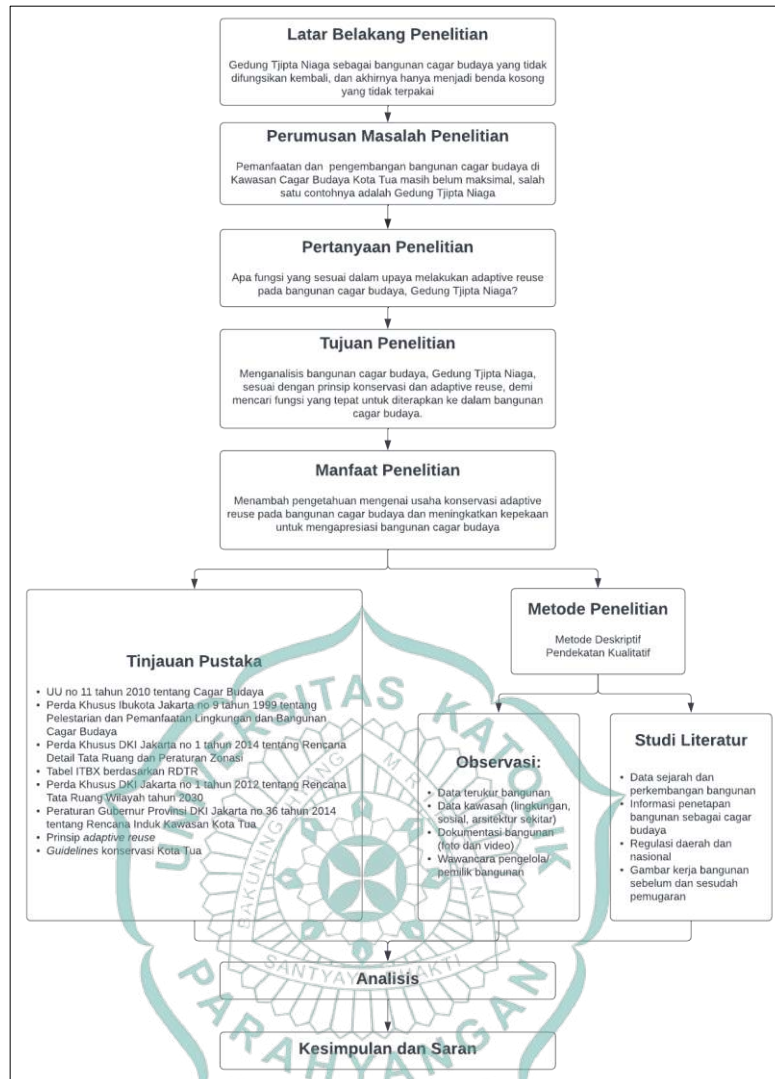 Latar Belakang Penelitian
Gedung Tjipta Niaga sebagai bangunan cagar budaya yang tidak
difungsikan kembali, dan akhirnya hanya menjadi benda kosong
yang tidak terpakai
Perumusan Masalah Penelitian
Pemanfaatan dan pengembangan bangunan cagar budaya di
Kawasan Cagar Budaya Kota Tua masih belum maksimal, salah
satu contohnya adalah Gedung Tjipta Niaga
Pertanyaan Penelitian
Apa fungsi yang sesuai dalam upaya melakukan adaptive reuse
pada bangunan cagar budaya, Gedung Tjipta Niaga?
Tujuan Penelitian
Menganalisis bangunan cagar budaya, Gedung Tjipta Niaga,
sesuai dengan prinsip konservasi dan adaptive reuse, demi
mencari fungsi yang tepat untuk diterapkan ke dalam bangunan
cagar budaya.
Manfaat Penelitian
Menambah pengetahuan mengenai usaha konservasi adaptive
reuse pada bangunan cagar budaya dan meningkatkan kepekaan
untuk mengapresiasi bangunan cagar budaya
Tinjauan Pustaka
• UU no 11 tahun 2010 tentang Cagar Budaya
• Perda Khusus Ibukota Jakarta no 9 tahun 1999 tentang
Pelestarian dan Pemanfaatan Lingkungan dan Bangunan
Cagar Budaya
• Perda Khusus DKI Jakarta no 1 tahun 2014 tentang Rencana
Detail Tata Ruang dan Peraturan Zonasi
• Tabel ITBX berdasarkan RDTR
• Perda Khusus DKI Jakarta no 1 tahun 2012 tentang Rencana
Tata Ruang Wilayah tahun 2030
• Peraturan Gubernur Provinsi DKI Jakarta no 36 tahun 2014
tentang Rencana Induk Kawasan Kota Tua
• Prinsip adaptive reuse
• Guidelines konservasi Kota Tua
Metode Penelitian
Metode Deskriptif
Pendekatan Kualitatif
Observasi:
• Data terukur bangunan
• Data kawasan (lingkungan,
sosial, arsitektur sekitar)
• Dokumentasi bangunan
(foto dan video)
• Wawancara pengelola/
pemilik bangunan
Studi Literatur
• Data sejarah dan
perkembangan bangunan
• Informasi penetapan
bangunan sebagai cagar
budaya
• Regulasi daerah dan
nasional
• Gambar kerja bangunan
sebelum dan sesudah
pemugaran
Analisis
Kesimpulan dan Saran
UNIVERSITAS KATOLIK
PARAHYANGAN